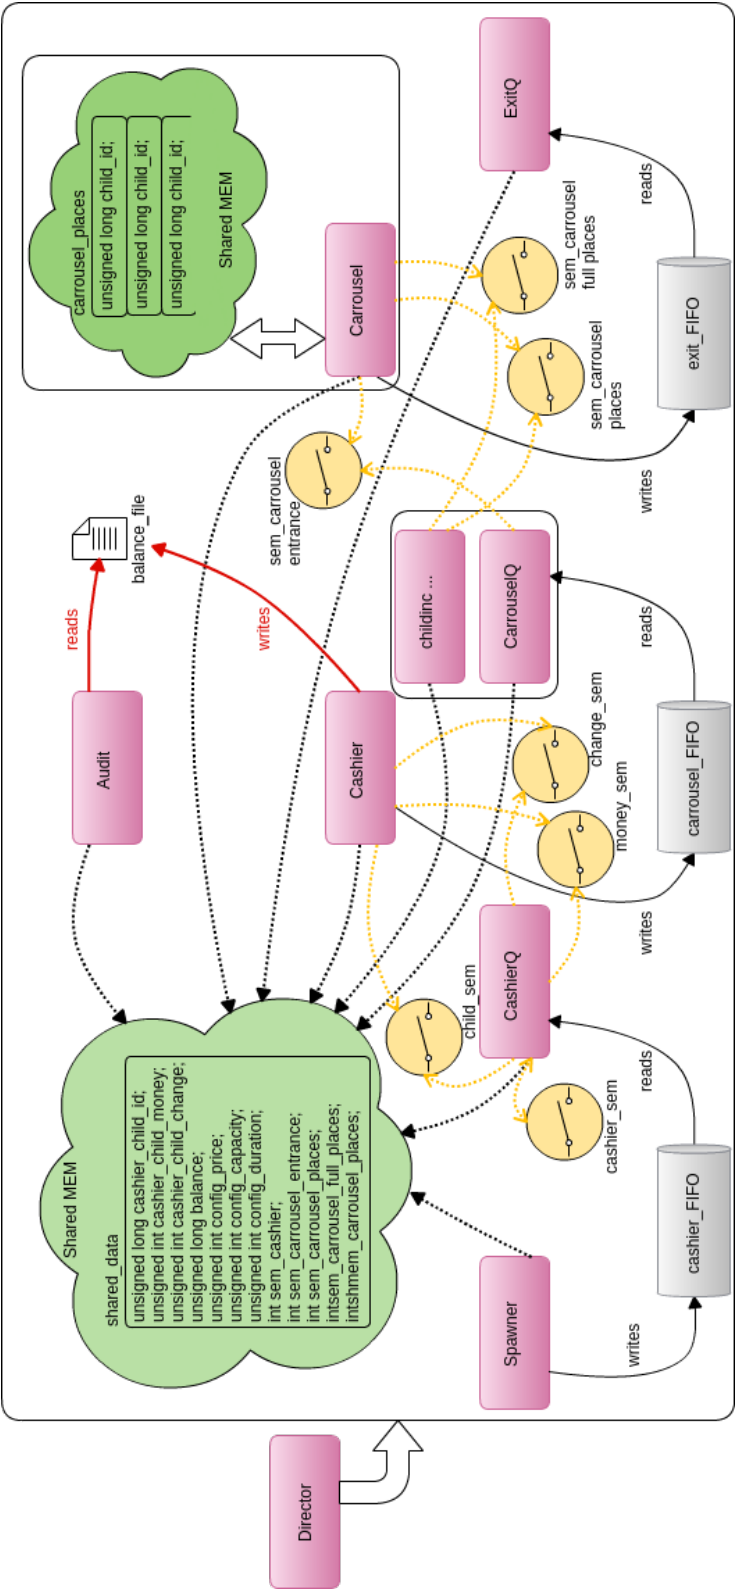 Director
Shared MEM
shared_data
unsigned long cashier_child_id;
unsigned int cashier_child_money;
unsigned int cashier_child_change;
unsigned long balance;
unsigned int config_price;
unsigned int config_capacity;
unsigned int config_duration;
int sem_cashier;
int sem_carrousel_entrance;
int sem_carrousel_places;
intsem_carrousel_full_places;
intshmem_carrousel_places;
Spawner
writes
cashier_FIFO
reads
cashier_sem
child_sem
CashierQ
Audit
reads
balance_file
writes
Cashier
change_sem
money_sem
writes
carrousel_FIFO
reads
childinc ...
CarrouselQ
sem_carrousel
entrance
carrousel_places
unsigned long child_id;
unsigned long child_id;
unsigned long child_id;
Shared MEM
Carrousel
sem_carrousel
full places
sem_carrousel
places
writes
exit_FIFO
reads
ExitQ